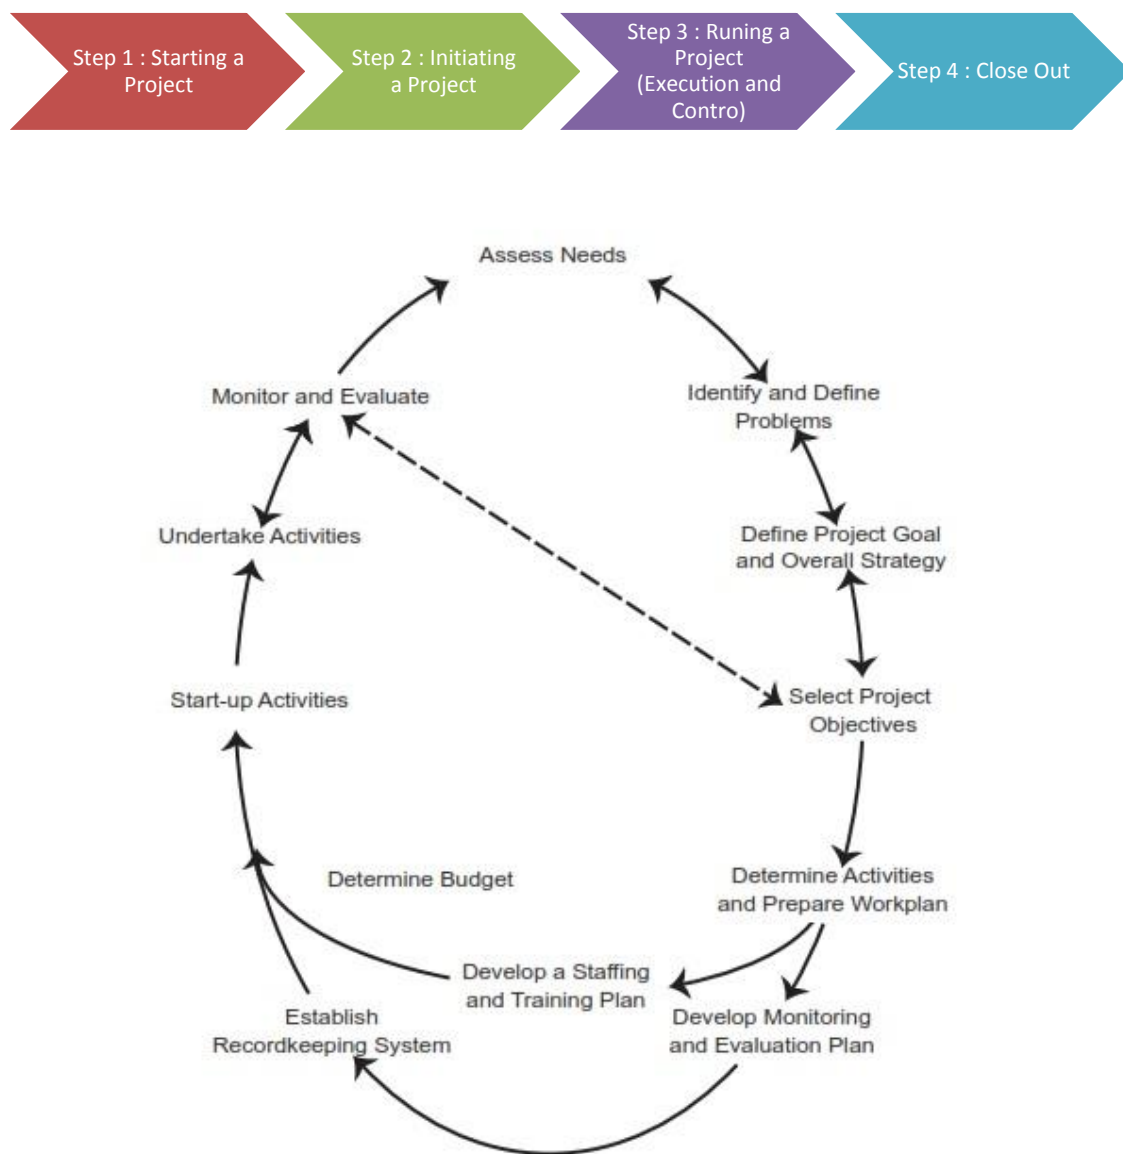 Step 1 : Starting a
Project
Step 2 : Initiating
a Project
Step 3 : Runing a
Project
(Execution and
Contro)
Step 4 : Close Out
Assess Needs
Monitor and Evaluate
Identify and Define
Problems
Undertake Activities
Define Project Goal
and Overall Strategy
Start-up Activities
Select Project
Objectives
Determine Budget
Determine Activities
and Prepare Workplan
Develop a Staffing
and Training Plan
Establish
Recordkeeping System
Develop Monitoring
and Evaluation Plan